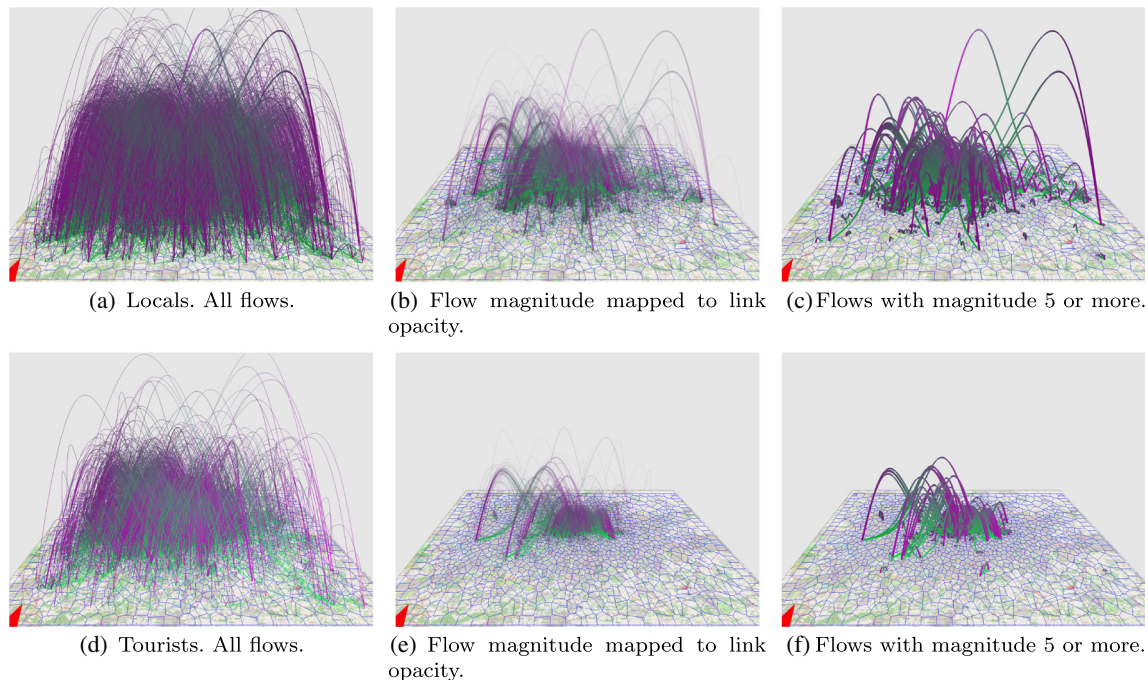 (a) Locals. All flows.
(b) Flow magnitude mapped to link
opacity.
(c) Flows with magnitude 5 or more.
(d) Tourists. All flows.
(e) Flow magnitude mapped to link
opacity.
(f) Flows with magnitude 5 or more.